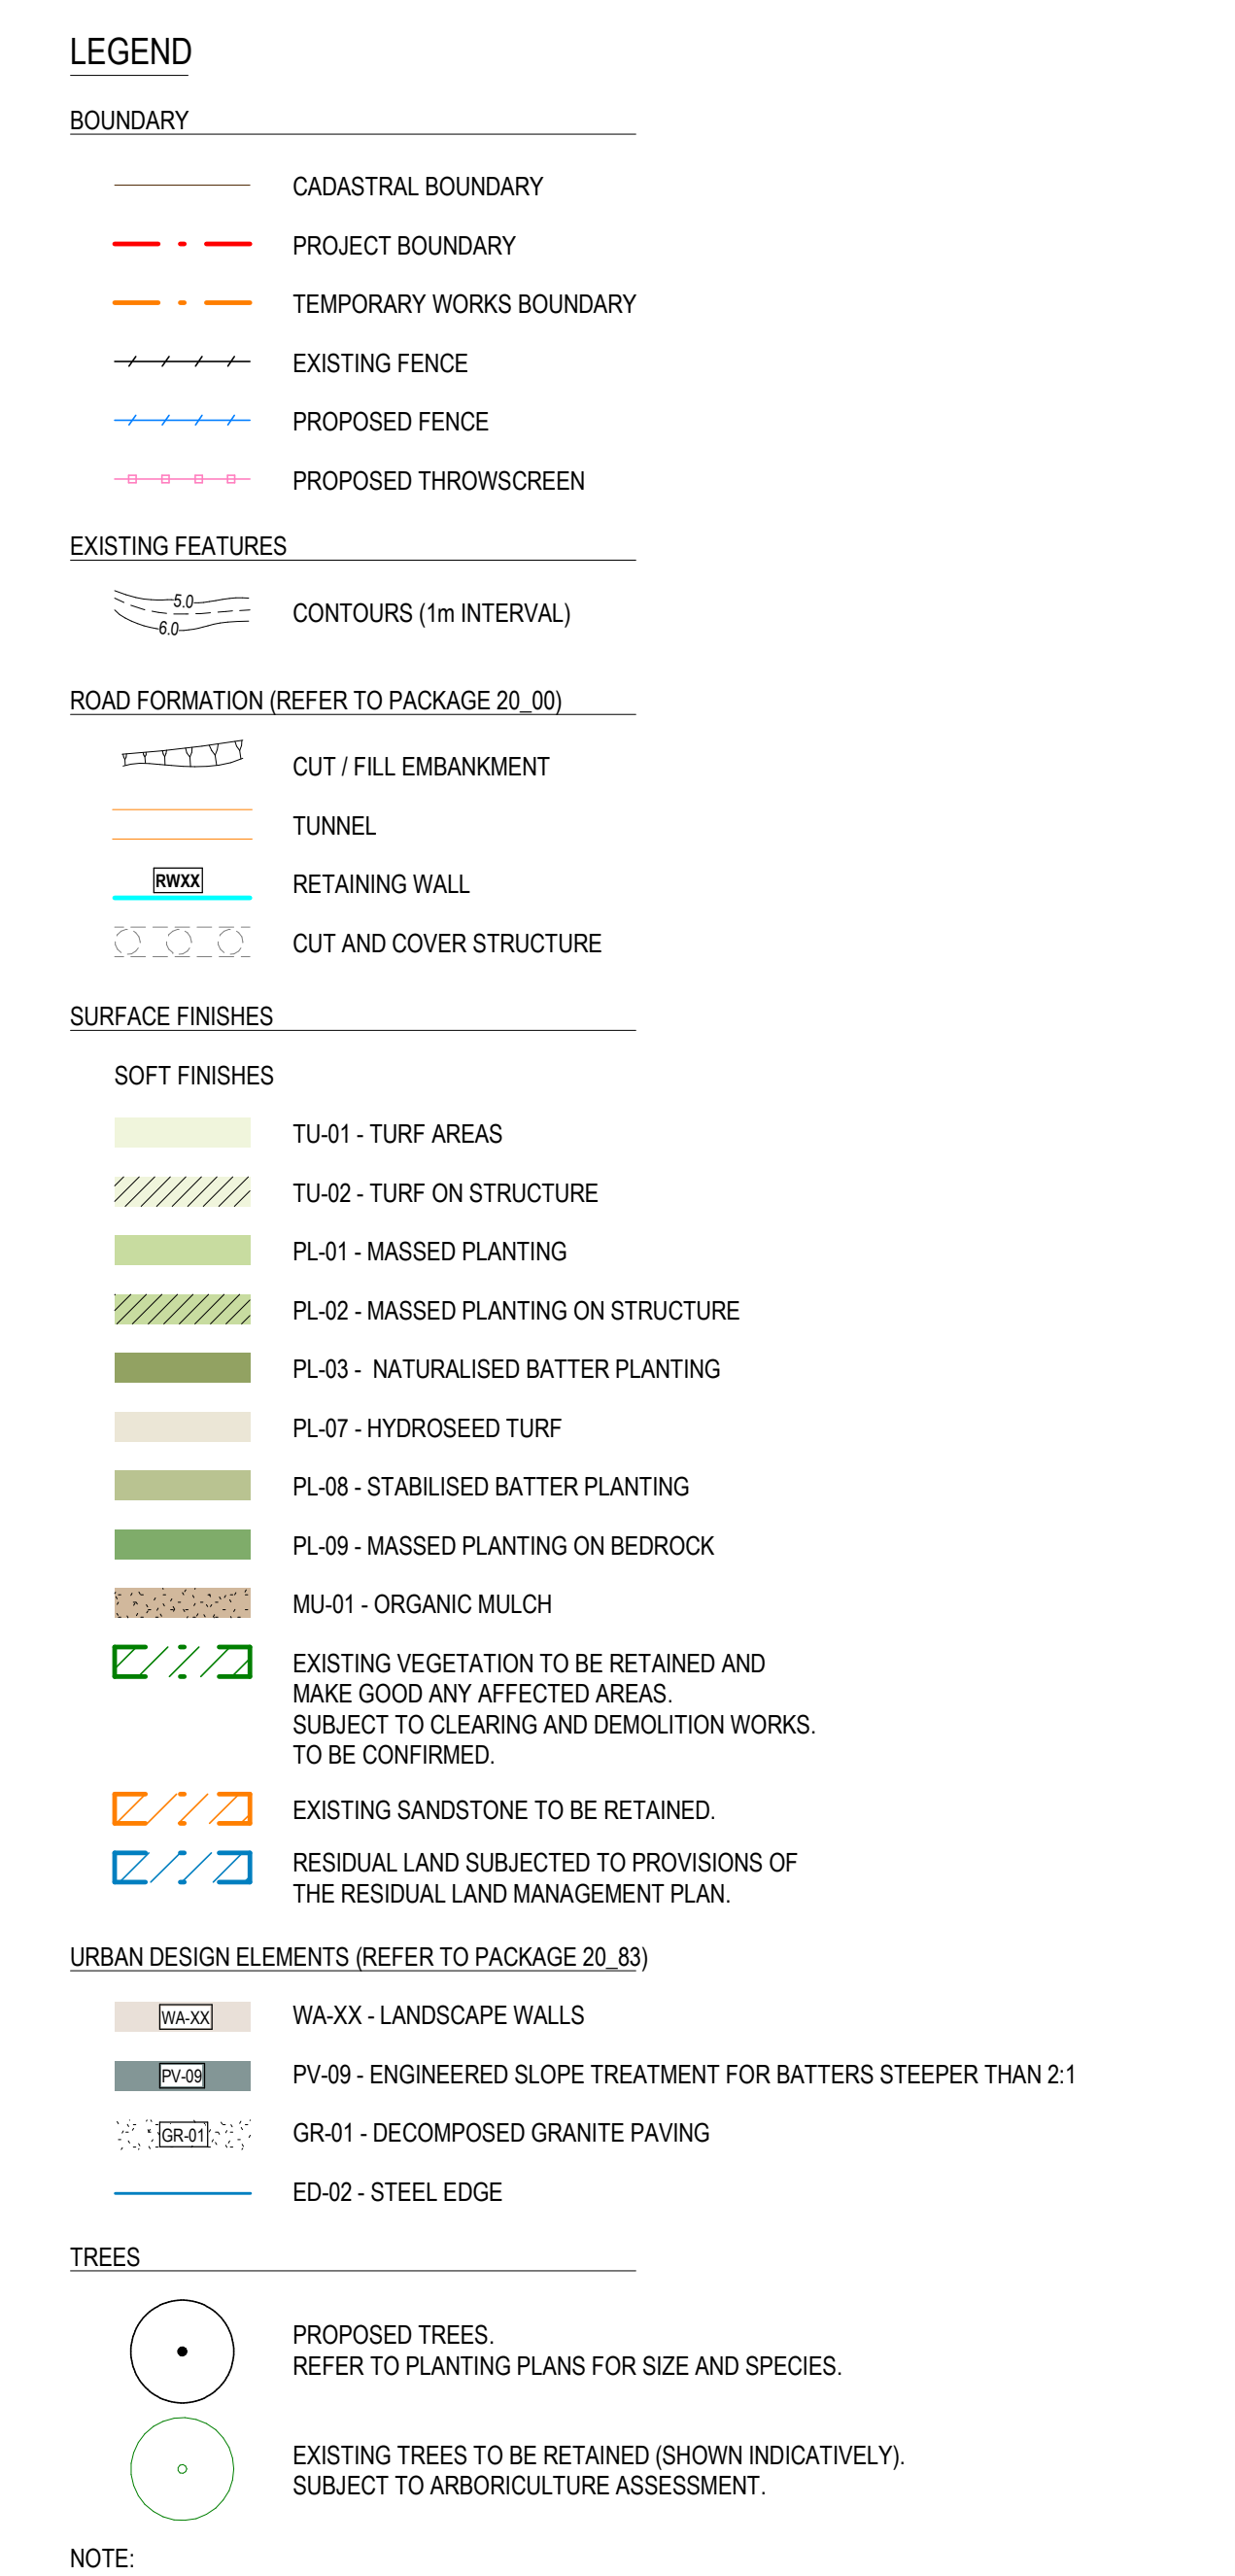 LEGEND
BOUNDARY
CADASTRAL BOUNDARY
PROJECT BOUNDARY
TEMPORARY WORKS BOUNDARY
EXISTING FENCE
PROPOSED FENCE
PROPOSED THROWSCREEN
EXISTING FEATURES
5.0
6.0
CONTOURS (1m INTERVAL)
ROAD FORMATION (REFER TO PACKAGE 20_00)
CUT / FILL EMBANKMENT
TUNNEL
RWXX
RETAINING WALL
CUT AND COVER STRUCTURE
SURFACE FINISHES
SOFT FINISHES
TU-01 - TURF AREAS
TU-02 - TURF ON STRUCTURE
PL-01 - MASSED PLANTING
PL-02 - MASSED PLANTING ON STRUCTURE
PL-03 -  NATURALISED BATTER PLANTING
PL-07 - HYDROSEED TURF
PL-08 - STABILISED BATTER PLANTING
PL-09 - MASSED PLANTING ON BEDROCK
MU-01 - ORGANIC MULCH
EXISTING VEGETATION TO BE RETAINED AND
MAKE GOOD ANY AFFECTED AREAS.
SUBJECT TO CLEARING AND DEMOLITION WORKS.
TO BE CONFIRMED.
EXISTING SANDSTONE TO BE RETAINED.
RESIDUAL LAND SUBJECTED TO PROVISIONS OF
THE RESIDUAL LAND MANAGEMENT PLAN.
URBAN DESIGN ELEMENTS (REFER TO PACKAGE 20_83)
WA-XX
WA-XX - LANDSCAPE WALLS
PV-09
PV-09 - ENGINEERED SLOPE TREATMENT FOR BATTERS STEEPER THAN 2:1
GR-01
GR-01 - DECOMPOSED GRANITE PAVING
ED-02 - STEEL EDGE
TREES
PROPOSED TREES.
REFER TO PLANTING PLANS FOR SIZE AND SPECIES.
EXISTING TREES TO BE RETAINED (SHOWN INDICATIVELY).
SUBJECT TO ARBORICULTURE ASSESSMENT.
NOTE: